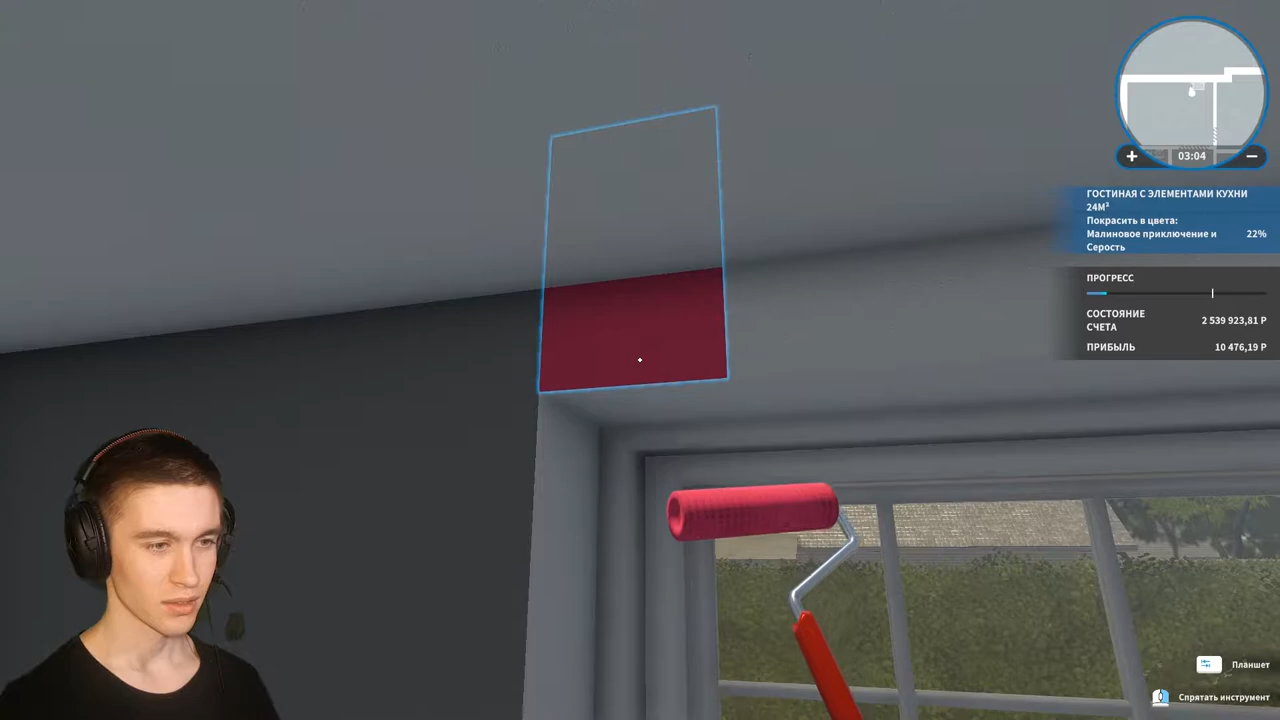 03:04
ГОСТИНАЯ С ЭЛЕМЕНТАМИ КУХНИ
24М²
Покрасить в цвета:
Малиновое приключение и 22%
Серость
ПРОГРЕСС
СОСТОЯНИЕ
СЧЕТА 2 539 923,81 Р
ПРИБЫЛЬ 10 476,19 Р
Планшет
Спрятать инструмент